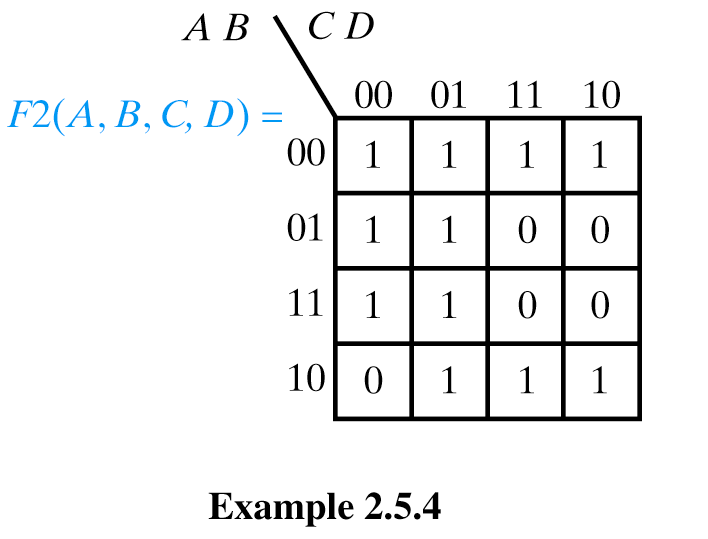 A B C D
00 01 11 10
F2(A, B, C, D) =
00 1 1 1 1
01 1 1 0 0
11 1 1 0 0
10 0 1 1 1
Example 2.5.4